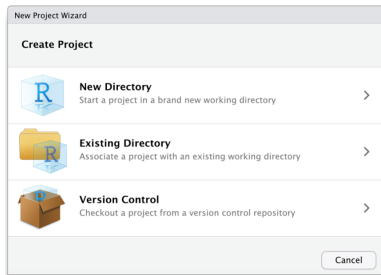 New Project Wizard
Create Project
New Directory
Start a project in a brand new working directory
Existing Directory
Associate a project with an existing working directory
Version Control
Checkout a project from a version control repository
Cancel